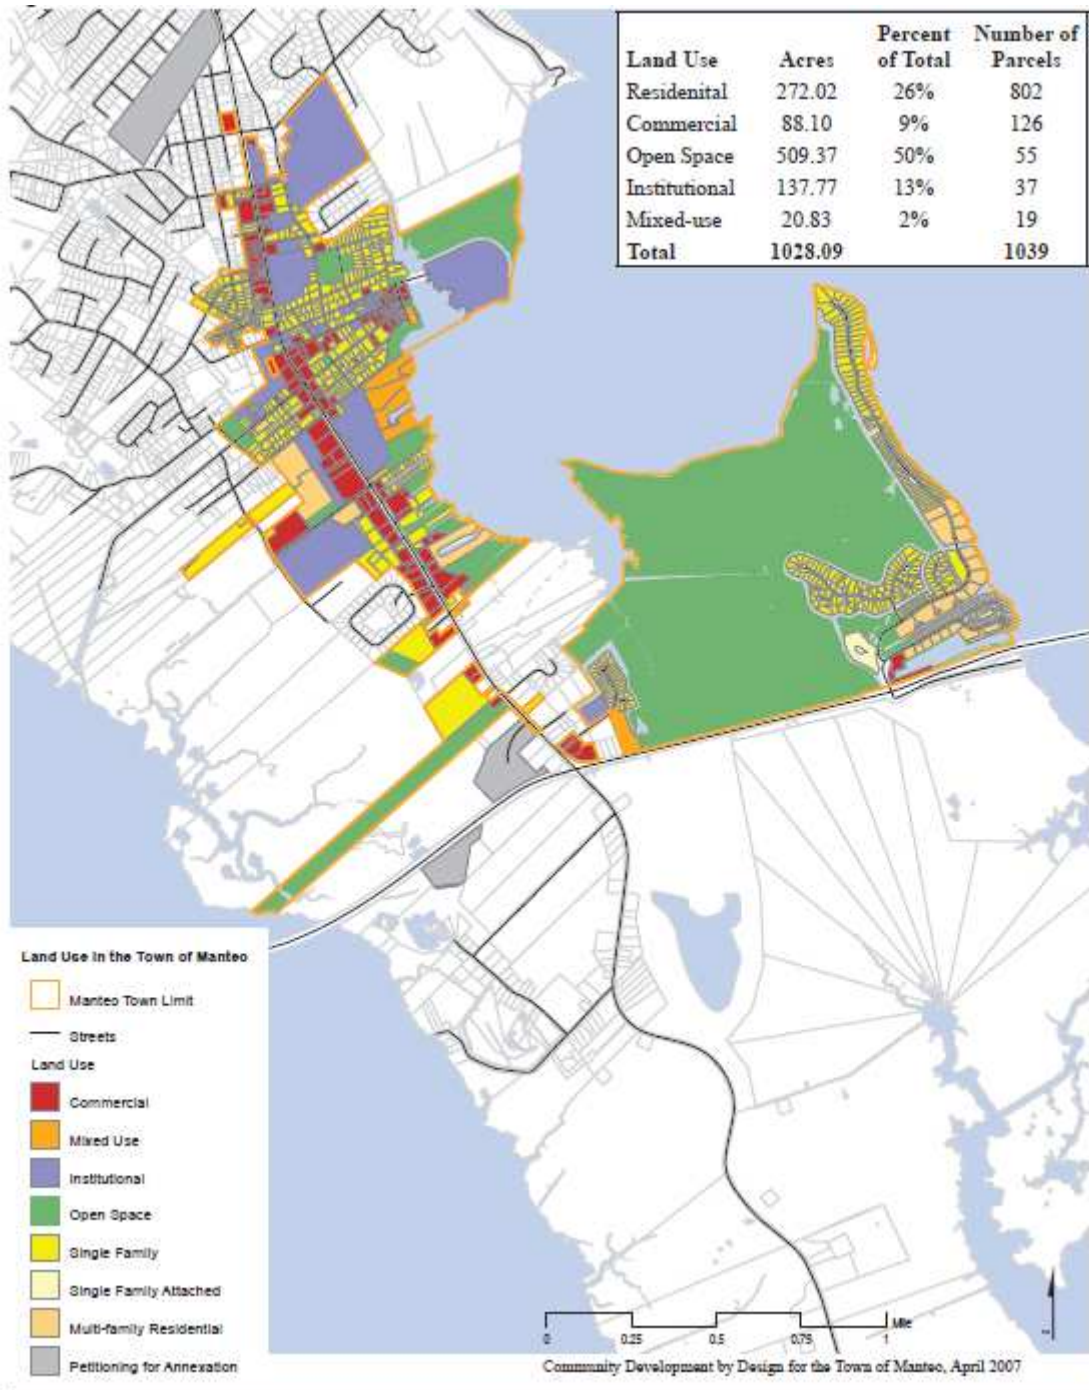 Land Use Acres Percent of Total Number of Parcels
Residenital 272.02 26% 802
Commercial 88.10 9% 126
Open Space 509.37 50% 55
Institutional 137.77 13% 37
Mixed-use 20.83 2% 19
Total 1028.09 1039
Land Use in the Town of Manteo
Manteo Town Limit
Streets
Land Use
Commercial
Mixed Use
Institutional
Open Space
Single Family
Single Family Attached
Multi-family Residential
Petitioning for Annexation
Mile
0 0.25 0.5 0.75 1
Community Development by Design for the Town of Manteo, April 2007